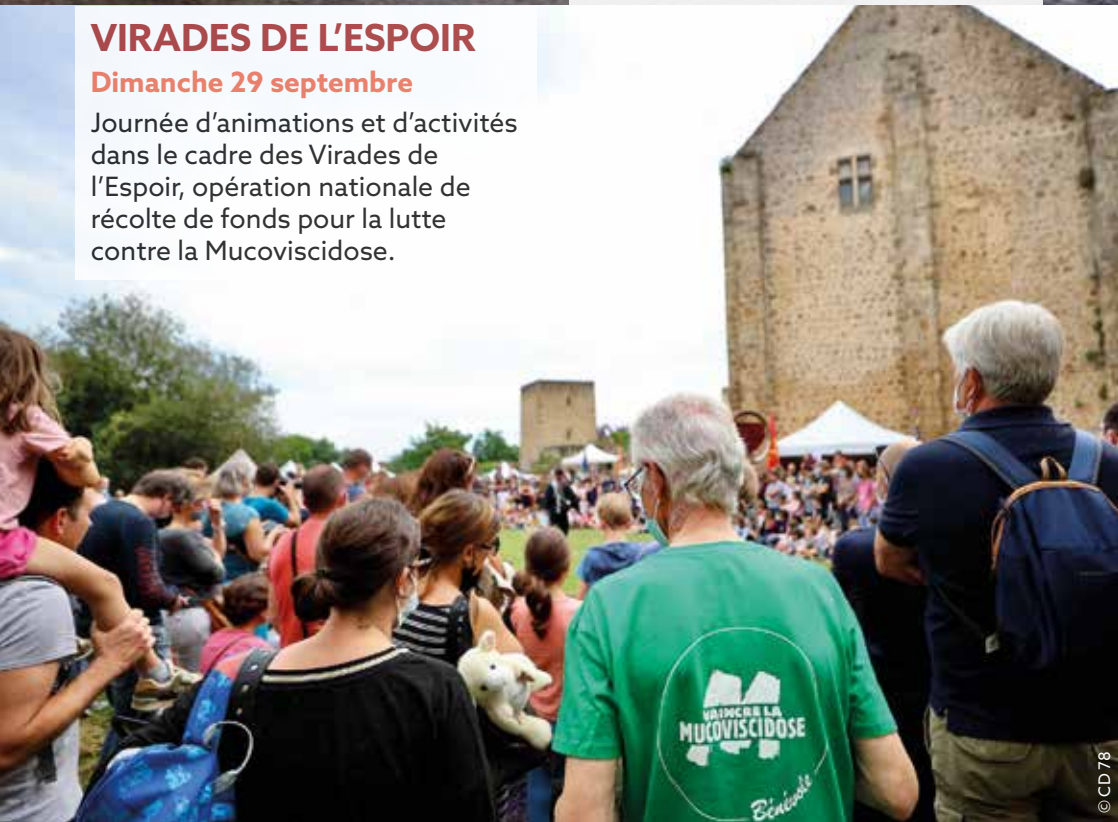 VIRADES DE L’ESPOIR
Dimanche 29 septembre
Journée d’animations et d’activités
dans le cadre des Virades de
l’Espoir, opération nationale de
récolte de fonds pour la lutte
contre la Mucoviscidose.
VAINCRE LA
MUCOVISCIDOSE
Bénévole
© CD 78